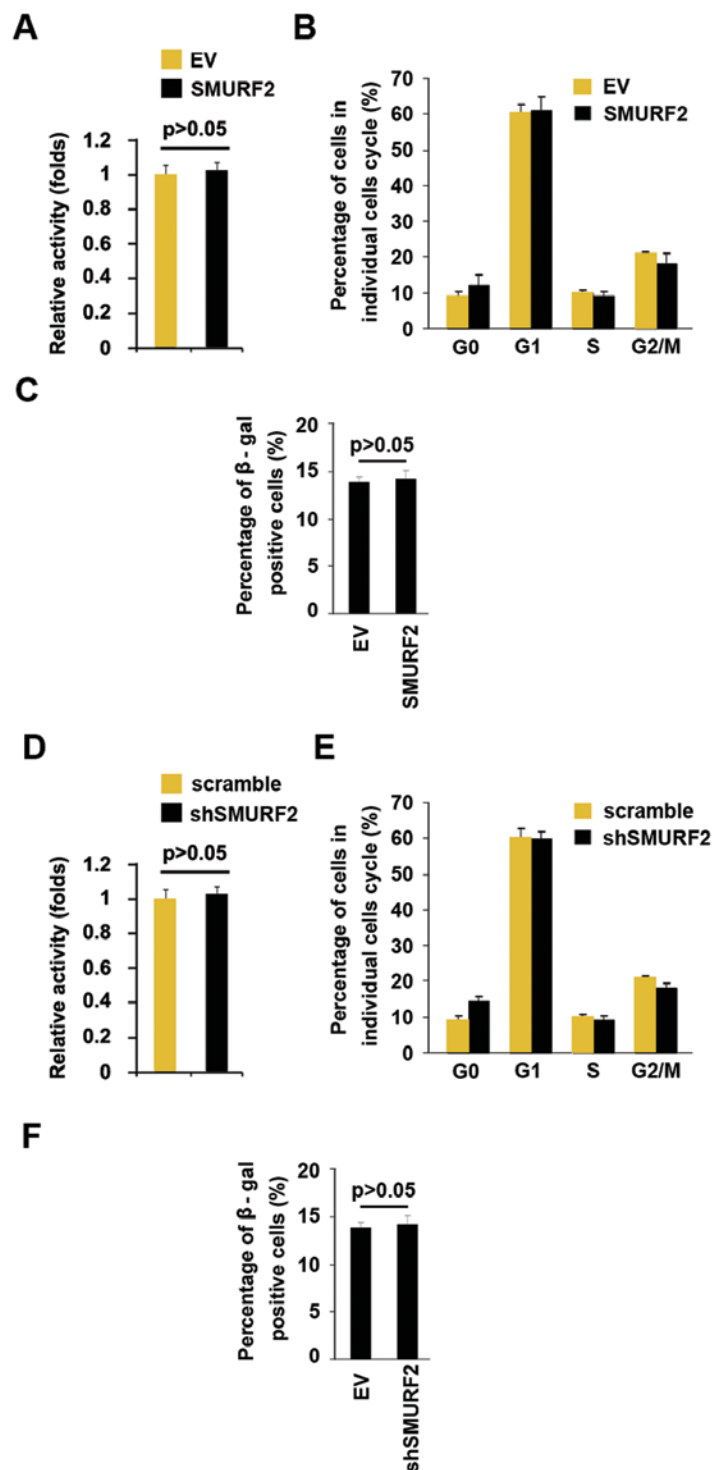 A
EV
SMURF2
p>0.05
Relative activity (folds)
1.2
1
0.8
0.6
0.4
0.2
0
B
EV
SMURF2
Percentage of cells in
individual cells cycle (%)
70
60
50
40
30
20
10
0
G0 G1 S G2/M
C
Percentage of β - gal
positive cells (%)
20
15
10
5
0
p>0.05
EV
SMURF2
D
scramble
shSMURF2
p>0.05
Relative activity (folds)
1.2
1
0.8
0.6
0.4
0.2
0
E
scramble
shSMURF2
Percentage of cells in
individual cells cycle (%)
70
60
50
40
30
20
10
0
G0 G1 S G2/M
F
Percentage of β - gal
positive cells (%)
20
15
10
5
0
p>0.05
EV
shSMURF2